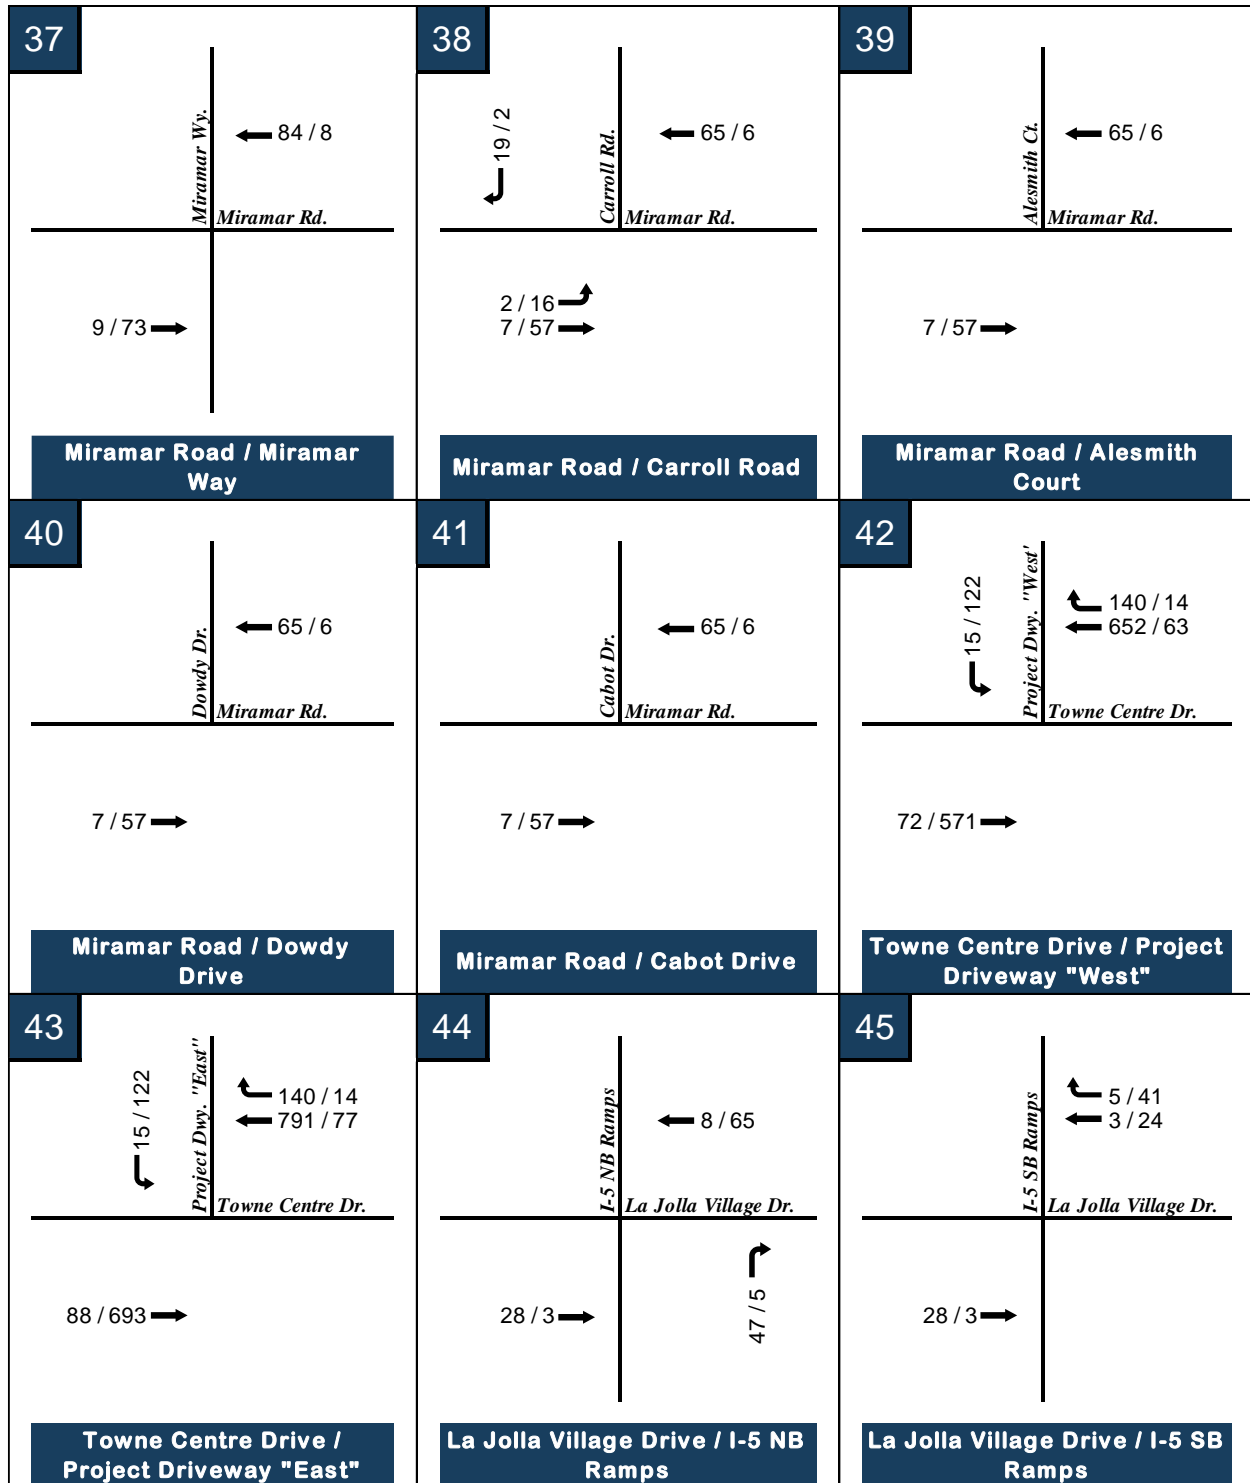 37
Miramar Wy.
84 / 8
Miramar Rd.
9 / 73
Miramar Road / Miramar
Way
38
19 / 2
Carroll Rd.
65 / 6
Miramar Rd.
2 / 16
7 / 57
Miramar Road / Carroll Road
39
Alesmith Ct.
65 / 6
Miramar Rd.
7 / 57
Miramar Road / Alesmith
Court
40
Dowdy Dr.
65 / 6
Miramar Rd.
7 / 57
Miramar Road / Dowdy
Drive
41
Cabot Dr.
65 / 6
Miramar Rd.
7 / 57
Miramar Road / Cabot Drive
42
15 / 122
Project Dwy. "West'
140 / 14
652 / 63
Towne Centre Dr.
72 / 571
Towne Centre Drive / Project
Driveway "West"
43
15 / 122
Project Dwy. "East"
140 / 14
791 / 77
Towne Centre Dr.
88 / 693
Towne Centre Drive /
Project Driveway "East"
44
I-5 NB Ramps
8 / 65
La Jolla Village Dr.
28 / 3
47 / 5
La Jolla Village Drive / I-5 NB
Ramps
45
I-5 SB Ramps
5 / 41
3 / 24
La Jolla Village Dr.
28 / 3
La Jolla Village Drive / I-5 SB
Ramps